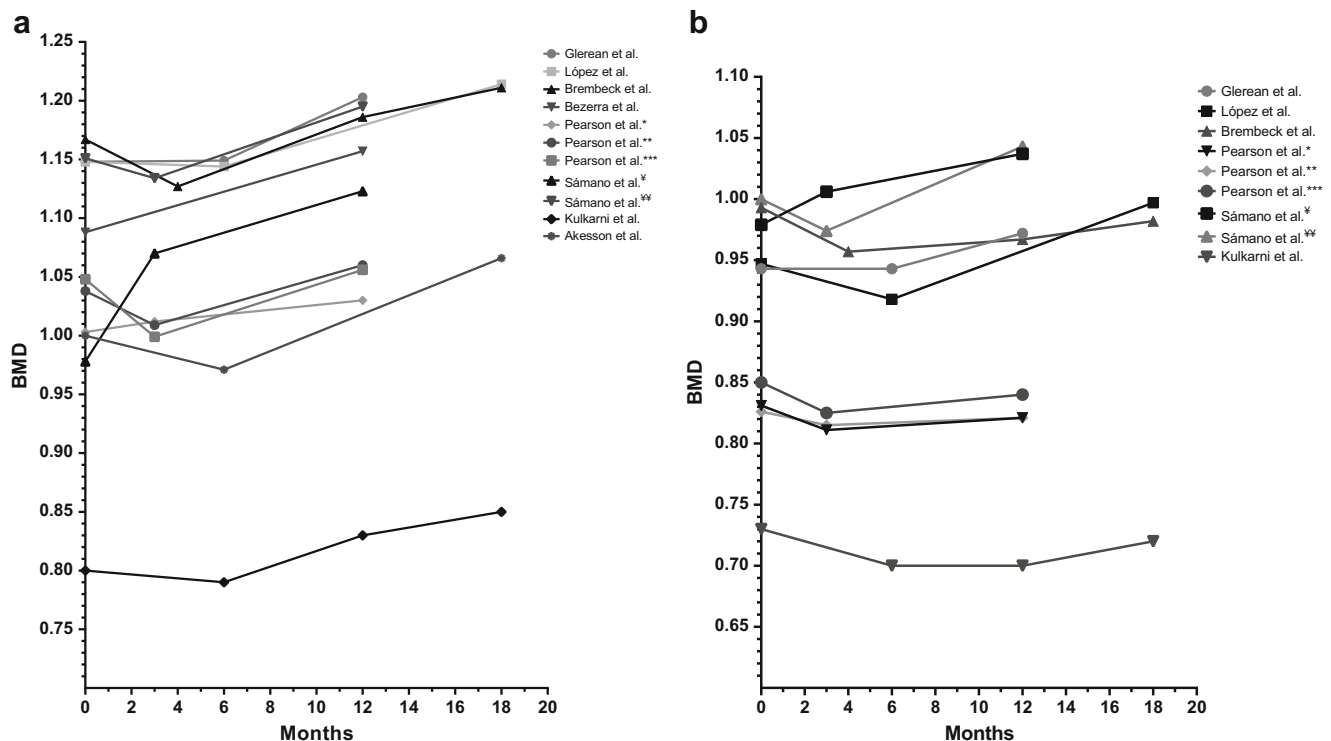 a
1.25
1.20
1.15
1.10
1.05
1.00
0.95
0.90
0.85
0.80
0.75
BMD
0 2 4 6 8 10 12 14 16 18 20
Months
Glerean et al.
López et al.
Brembeck et al.
Bezerra et al.
Pearson et al.*
Pearson et al.**
Pearson et al.***
Sámano et al.¥
Sámano et al.¥¥
Kulkarni et al.
Akesson et al.
b
1.10
1.05
1.00
0.95
0.90
0.85
0.80
0.75
0.70
0.65
BMD
0 2 4 6 8 10 12 14 16 18 20
Months
Glerean et al.
López et al.
Brembeck et al.
Pearson et al.*
Pearson et al.**
Pearson et al.***
Sámano et al.¥
Sámano et al.¥¥
Kulkarni et al.